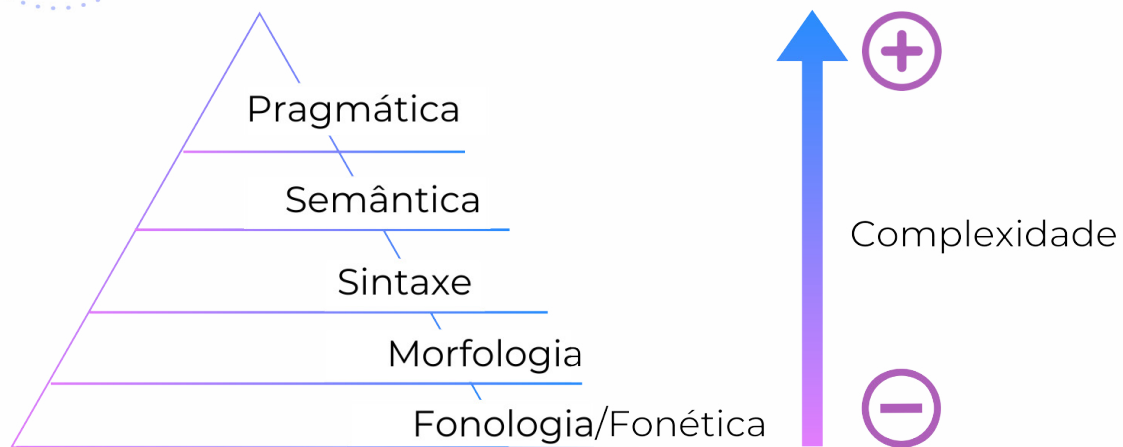 Pragmática
Semântica
Sintaxe
Morfologia
Fonologia/Fonética
Complexidade